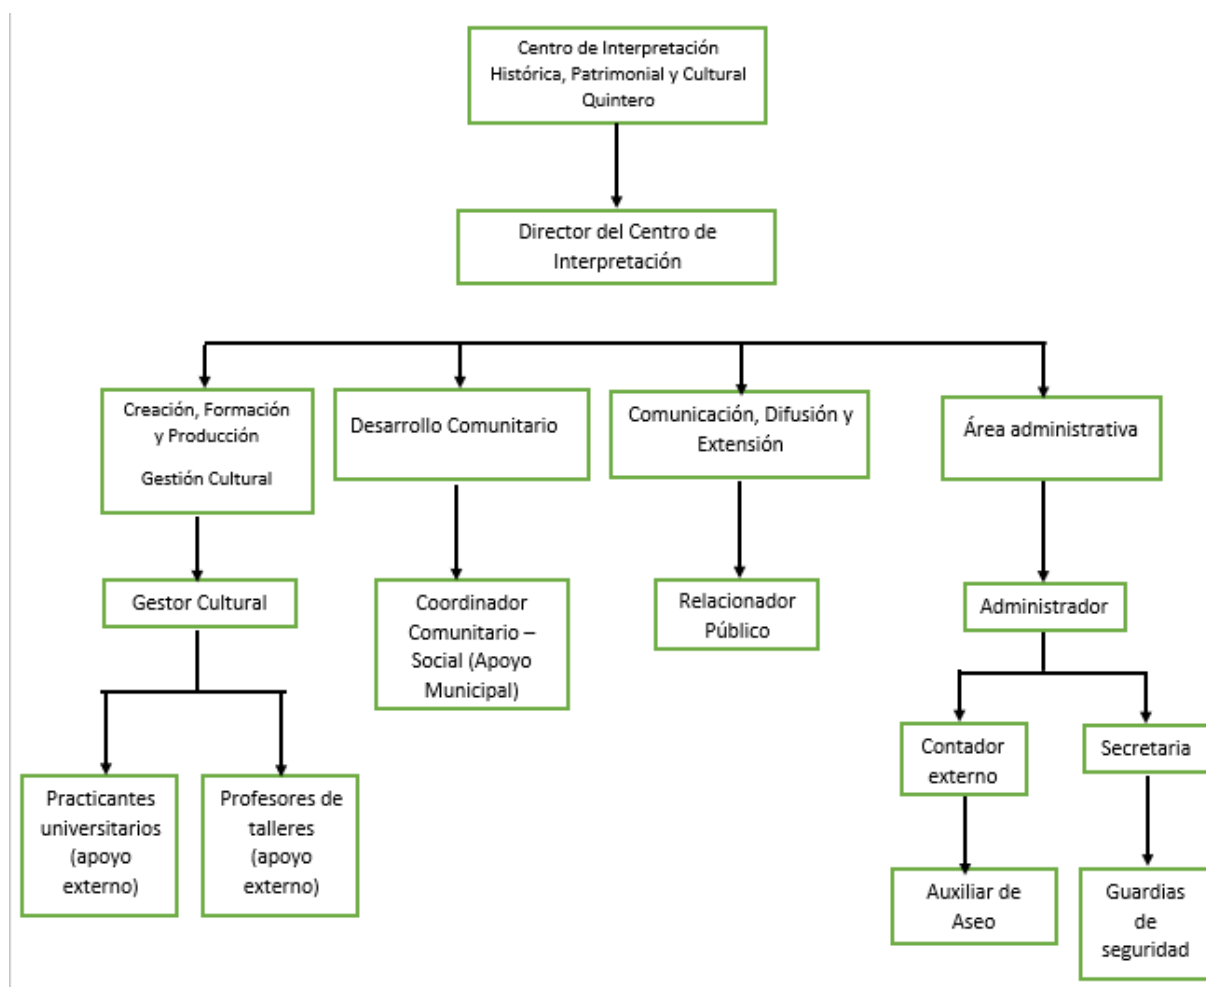 Centro de Interpretación
Histórica, Patrimonial y Cultural
Quintero
Director del Centro de
Interpretación
Creación, Formación
y Producción
Gestión Cultural
Desarrollo Comunitario
Comunicación, Difusión y
Extensión
Área administrativa
Gestor Cultural
Coordinador
Comunitario –
Social (Apoyo
Municipal)
Relacionador
Público
Administrador
Practicantes
universitarios
(apoyo
externo)
Profesores de
talleres
(apoyo
externo)
Contador
externo
Secretaria
Auxiliar de
Aseo
Guardias
de
seguridad